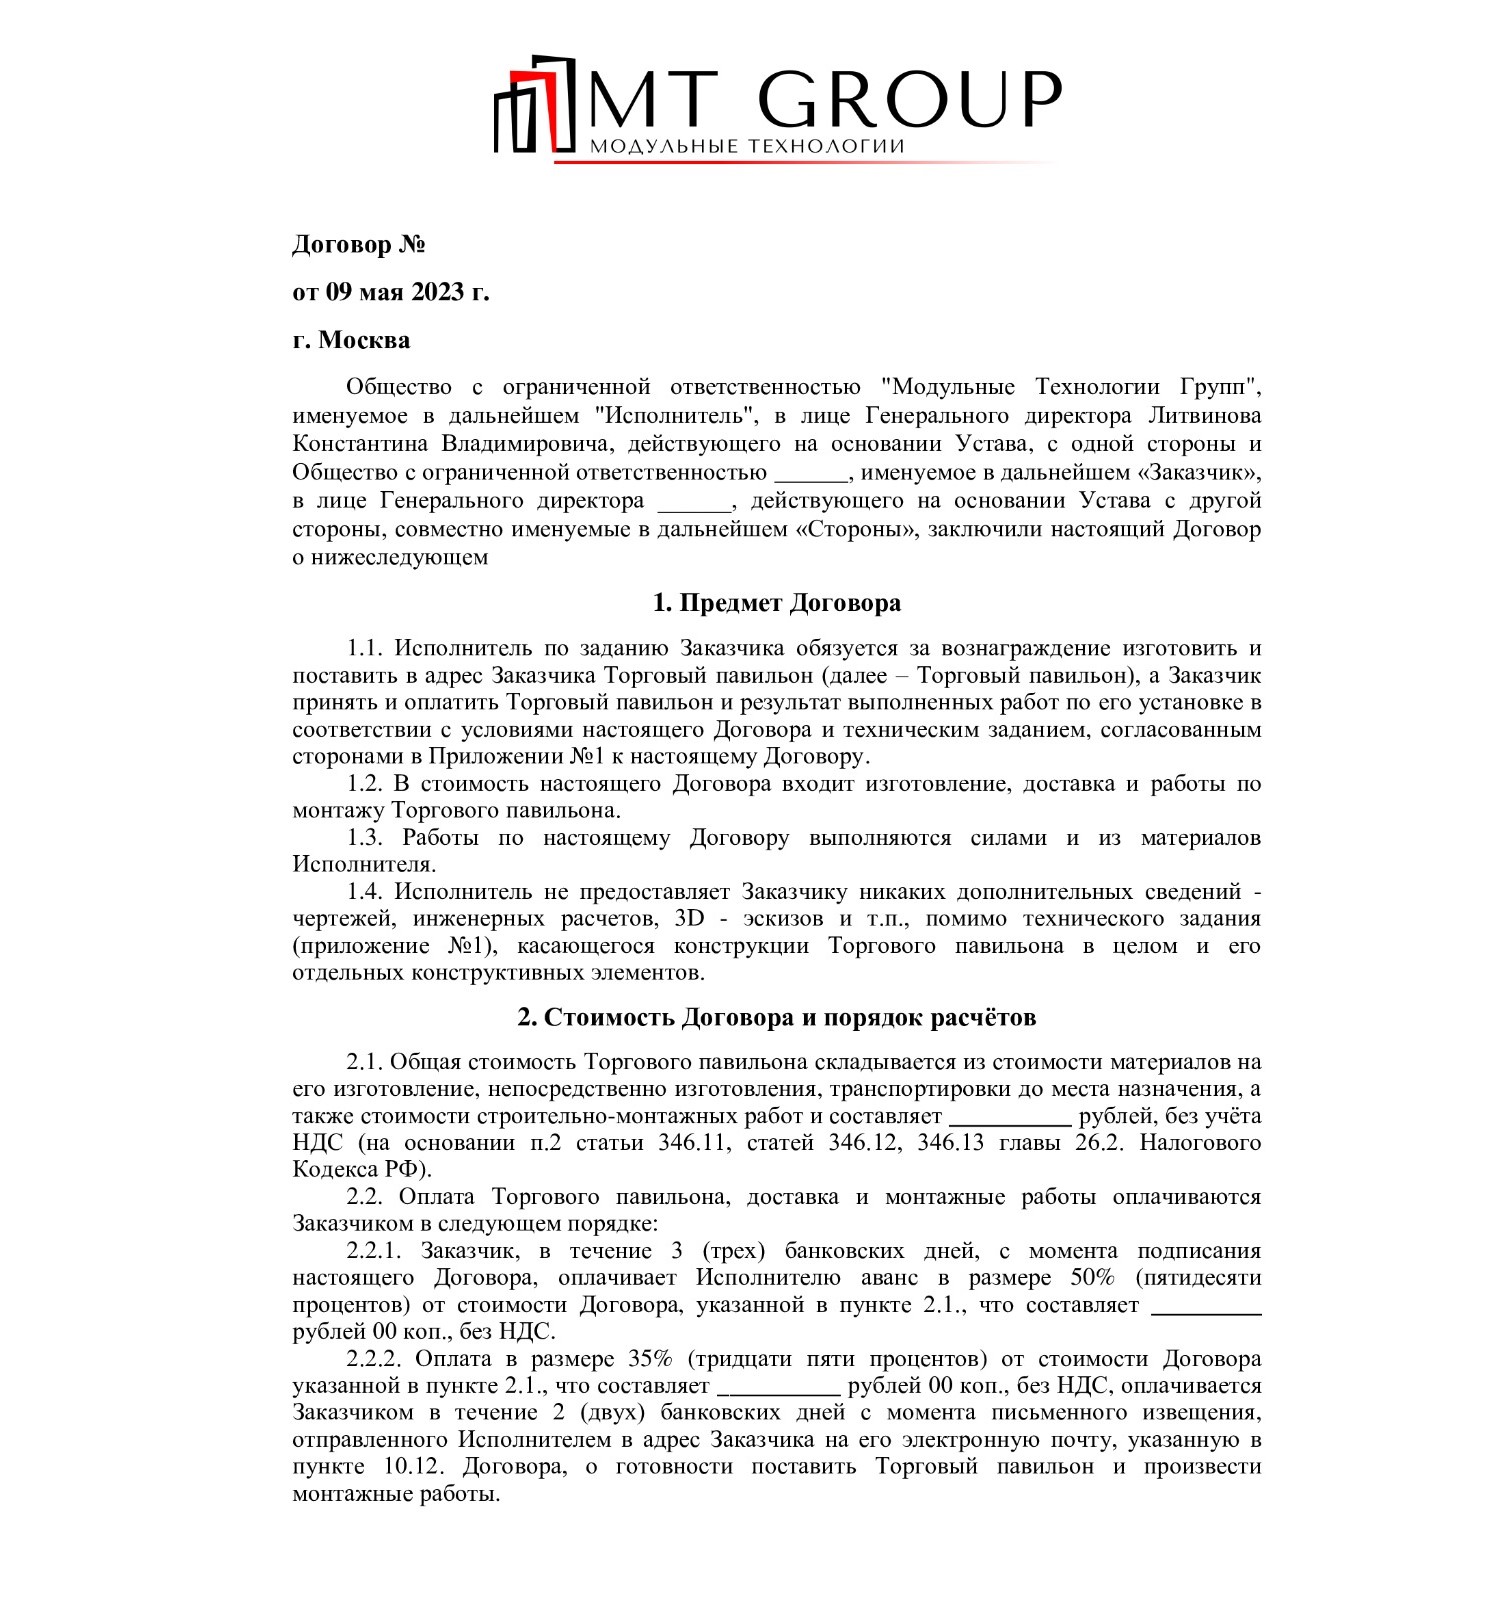 MT GROUP
МОДУЛЬНЫЕ ТЕХНОЛОГИИ
Договор №
от 09 мая 2023 г.
г. Москва
Общество с ограниченной ответственностью "Модульные Технологии Групп",
именуемое в дальнейшем "Исполнитель", в лице Генерального директора Литвинова
Константина Владимировича, действующего на основании Устава, с одной стороны и
Общество с ограниченной ответственностью ______, именуемое в дальнейшем «Заказчик»,
в лице Генерального директора ______, действующего на основании Устава с другой
стороны, совместно именуемые в дальнейшем «Стороны», заключили настоящий Договор
о нижеследующем
1. Предмет Договора
1.1. Исполнитель по заданию Заказчика обязуется за вознаграждение изготовить и
поставить в адрес Заказчика Торговый павильон (далее – Торговый павильон), а Заказчик
принять и оплатить Торговый павильон и результат выполненных работ по его установке в
соответствии с условиями настоящего Договора и техническим заданием, согласованным
сторонами в Приложении №1 к настоящему Договору.
1.2. В стоимость настоящего Договора входит изготовление, доставка и работы по
монтажу Торгового павильона.
1.3. Работы по настоящему Договору выполняются силами и из материалов
Исполнителя.
1.4. Исполнитель не предоставляет Заказчику никаких дополнительных сведений -
чертежей, инженерных расчетов, 3D - эскизов и т.п., помимо технического задания
(приложение №1), касающегося конструкции Торгового павильона в целом и его
отдельных конструктивных элементов.
2. Стоимость Договора и порядок расчётов
2.1. Общая стоимость Торгового павильона складывается из стоимости материалов на
его изготовление, непосредственно изготовления, транспортировки до места назначения, а
также стоимости строительно-монтажных работ и составляет __________ рублей, без учёта
НДС (на основании п.2 статьи 346.11, статей 346.12, 346.13 главы 26.2. Налогового
Кодекса РФ).
2.2. Оплата Торгового павильона, доставка и монтажные работы оплачиваются
Заказчиком в следующем порядке:
2.2.1. Заказчик, в течение 3 (трех) банковских дней, с момента подписания
настоящего Договора, оплачивает Исполнителю аванс в размере 50% (пятидесяти
процентов) от стоимости Договора, указанной в пункте 2.1., что составляет _________
рублей 00 коп., без НДС.
2.2.2. Оплата в размере 35% (тридцати пяти процентов) от стоимости Договора
указанной в пункте 2.1., что составляет __________ рублей 00 коп., без НДС, оплачивается
Заказчиком в течение 2 (двух) банковских дней с момента письменного извещения,
отправленного Исполнителем в адрес Заказчика на его электронную почту, указанную в
пункте 10.12. Договора, о готовности поставить Торговый павильон и произвести
монтажные работы.